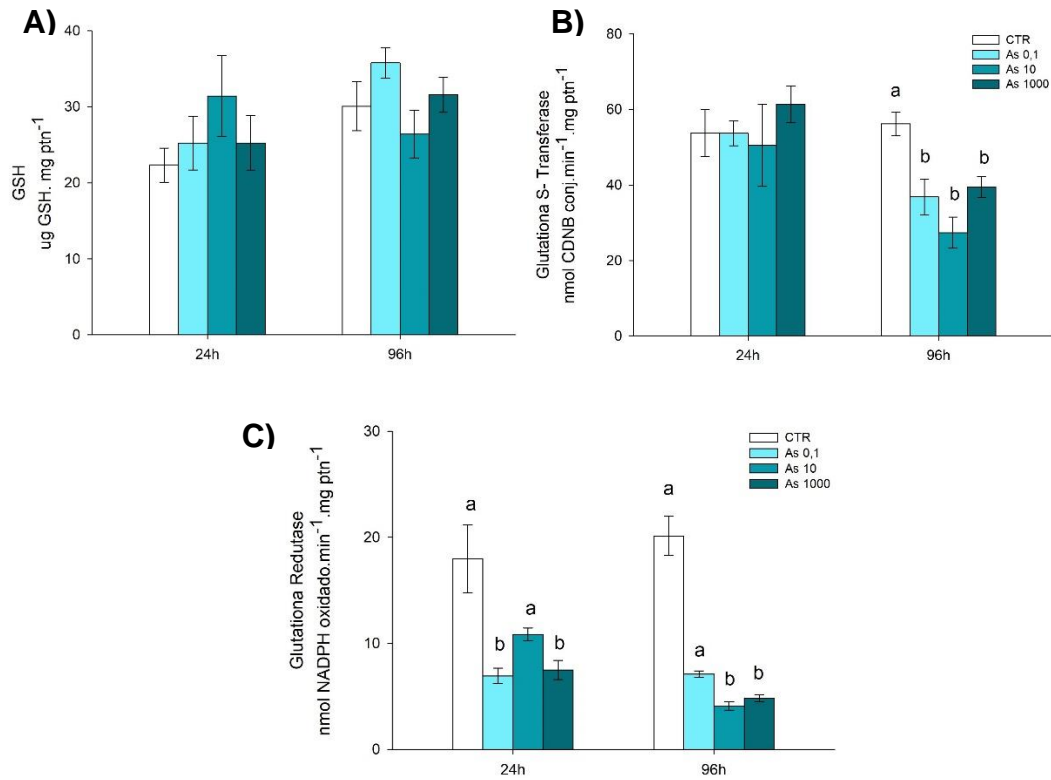 A)
GSH
ug GSH. mg ptn⁻¹
40
30
20
10
0
24h
96h
B)
Glutationa S- Transferase
nmol CDNB conj.min⁻¹.mg ptn⁻¹
80
60
40
20
0
CTR
As 0,1
As 10
As 1000
a
b
b
b
24h
96h
C)
Glutationa Redutase
nmol NADPH oxidado.min⁻¹.mg ptn⁻¹
30
20
10
0
CTR
As 0,1
As 10
As 1000
a
b
a
b
a
a
b
b
24h
96h